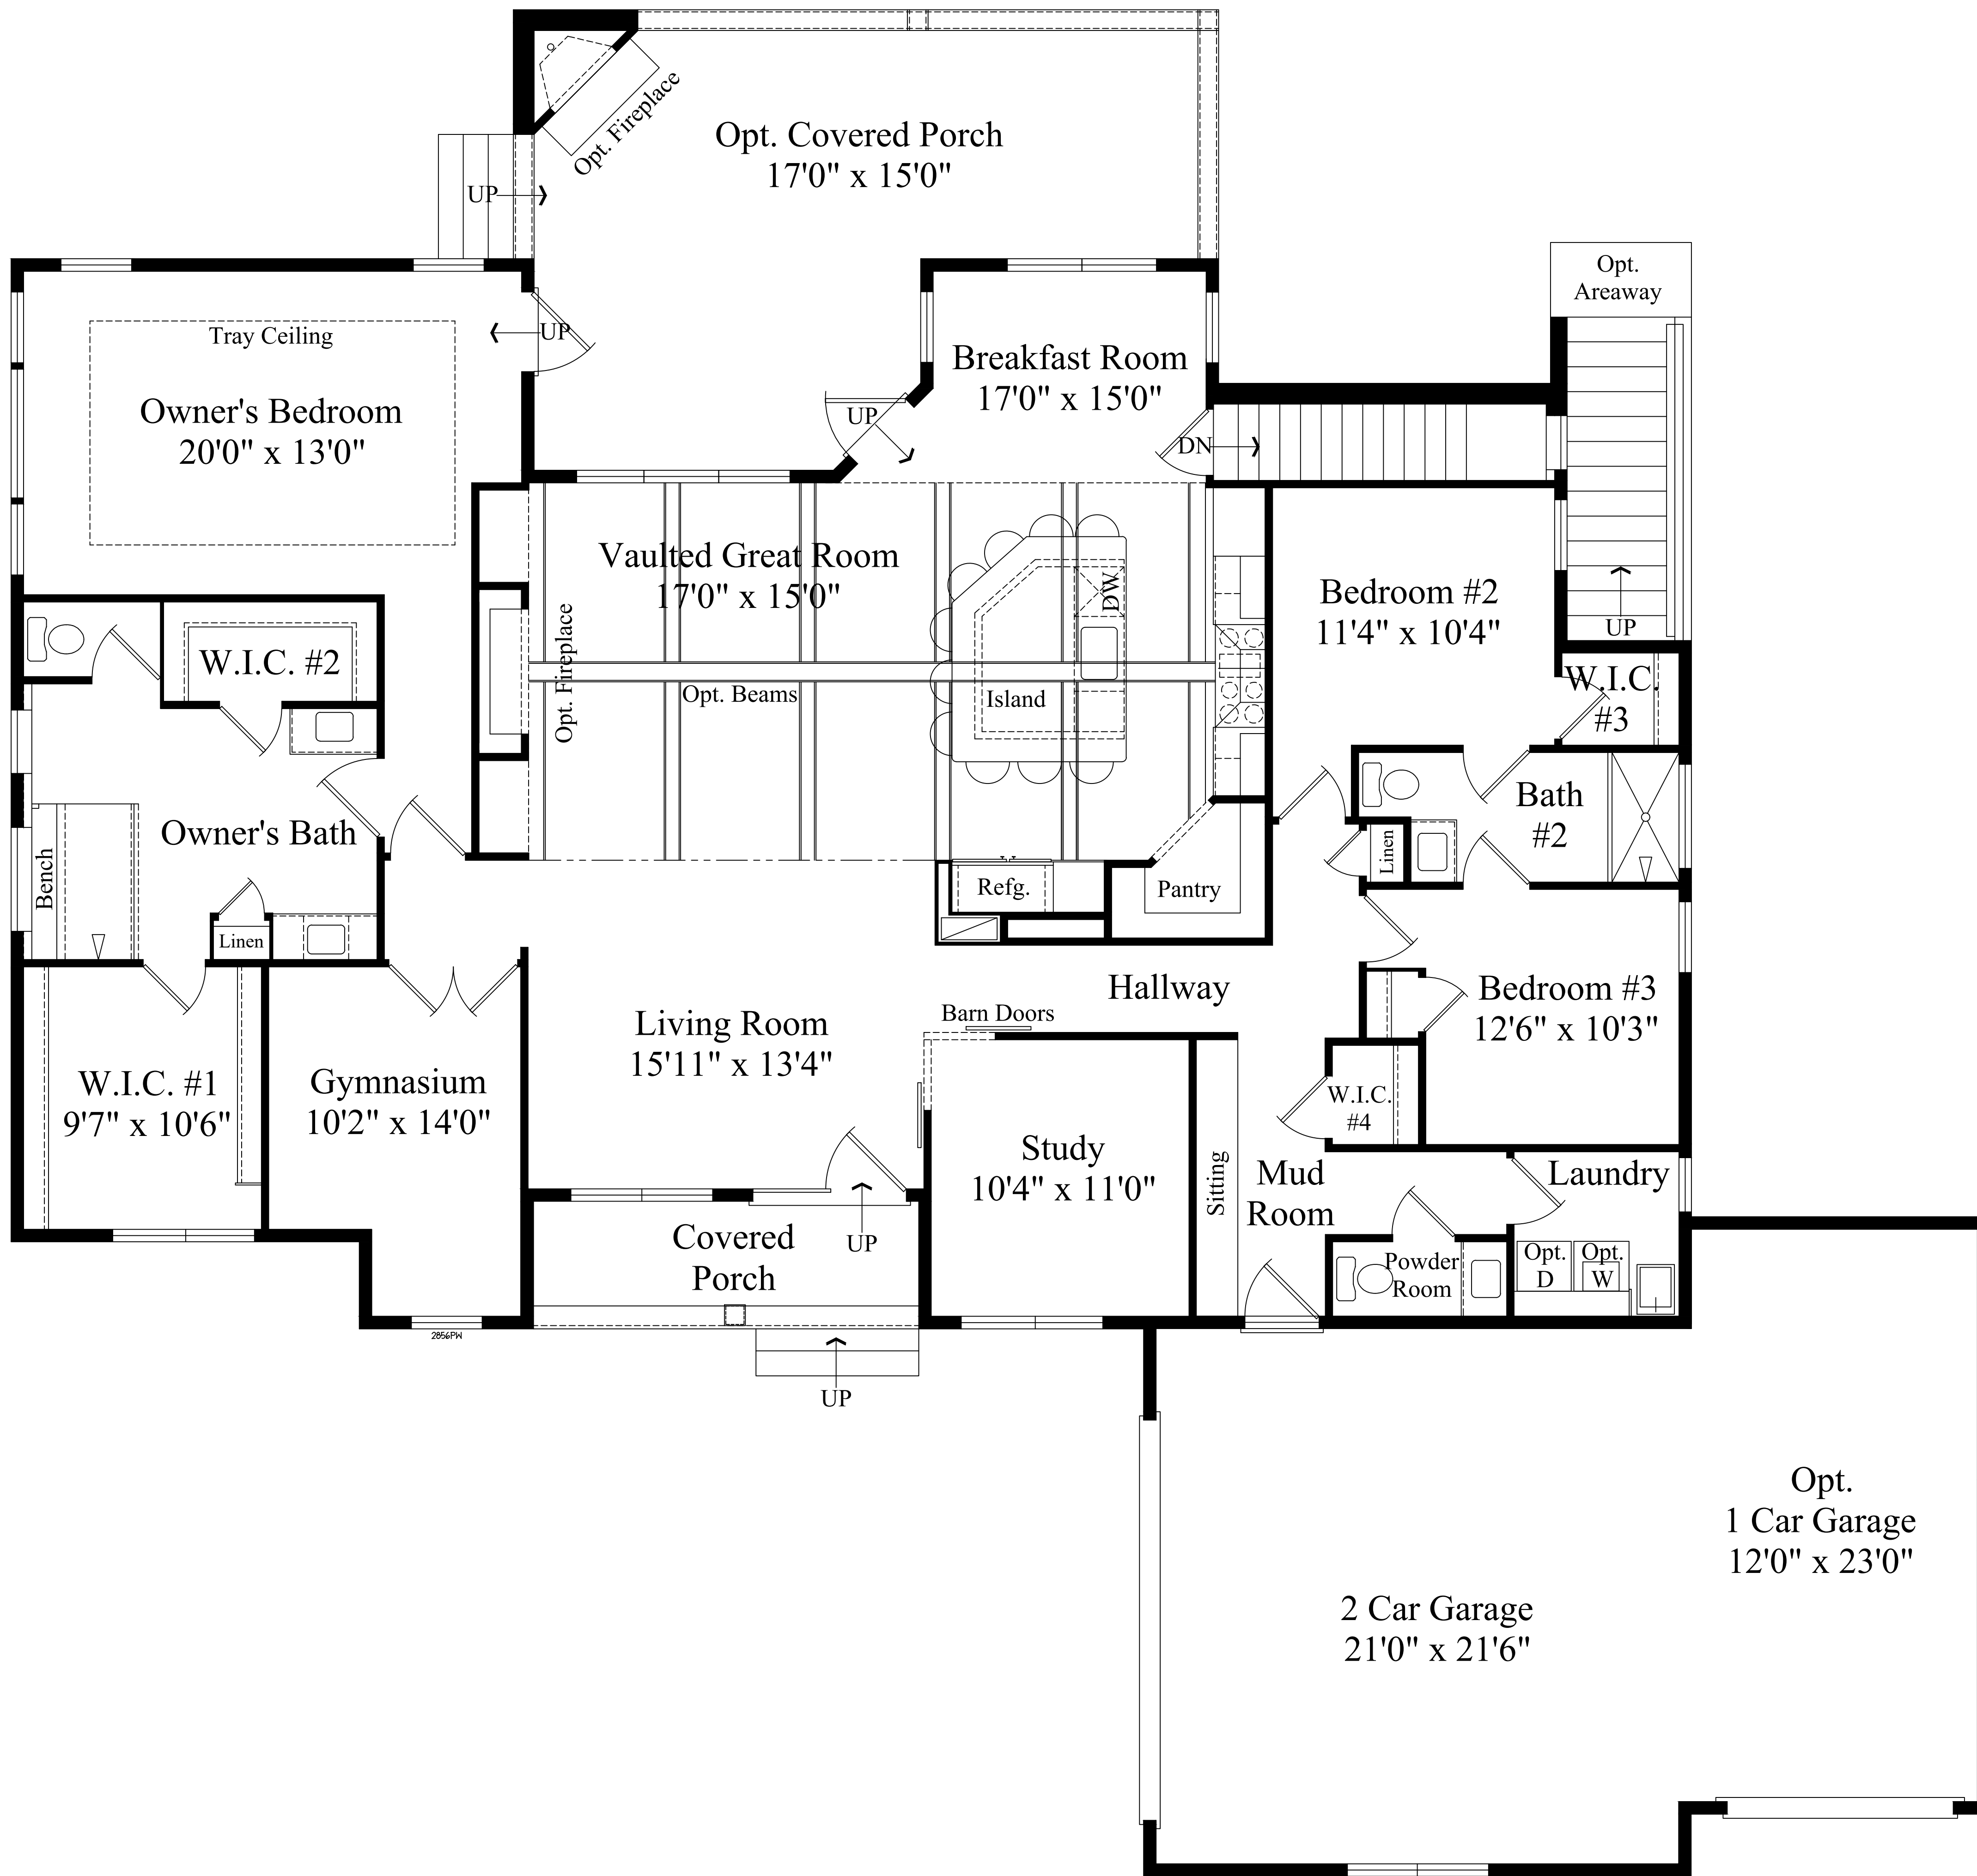 Opt. Fireplace
Opt. Covered Porch
17'0" x 15'0"
UP
Opt.
Areaway
UP
Tray Ceiling
Owner's Bedroom
20'0" x 13'0"
Breakfast Room
17'0" x 15'0"
UP
DN
Vaulted Great Room
17'0" x 15'0"
DW
Bedroom #2
11'4" x 10'4"
UP
W.I.C. #2
Opt. Fireplace
Opt. Beams
Island
W.I.C.
#3
Owner's Bath
Bench
Linen
Bath
#2
Linen
Refg.
Pantry
Hallway
Barn Doors
Living Room
15'11" x 13'4"
Bedroom #3
12'6" x 10'3"
W.I.C. #1
9'7" x 10'6"
Gymnasium
10'2" x 14'0"
W.I.C.
#4
Study
10'4" x 11'0"
Sitting
Mud
Room
Laundry
Covered
Porch
UP
Powder
Room
Opt.
D
Opt.
W
2856PW
UP
Opt.
1 Car Garage
12'0" x 23'0"
2 Car Garage
21'0" x 21'6"